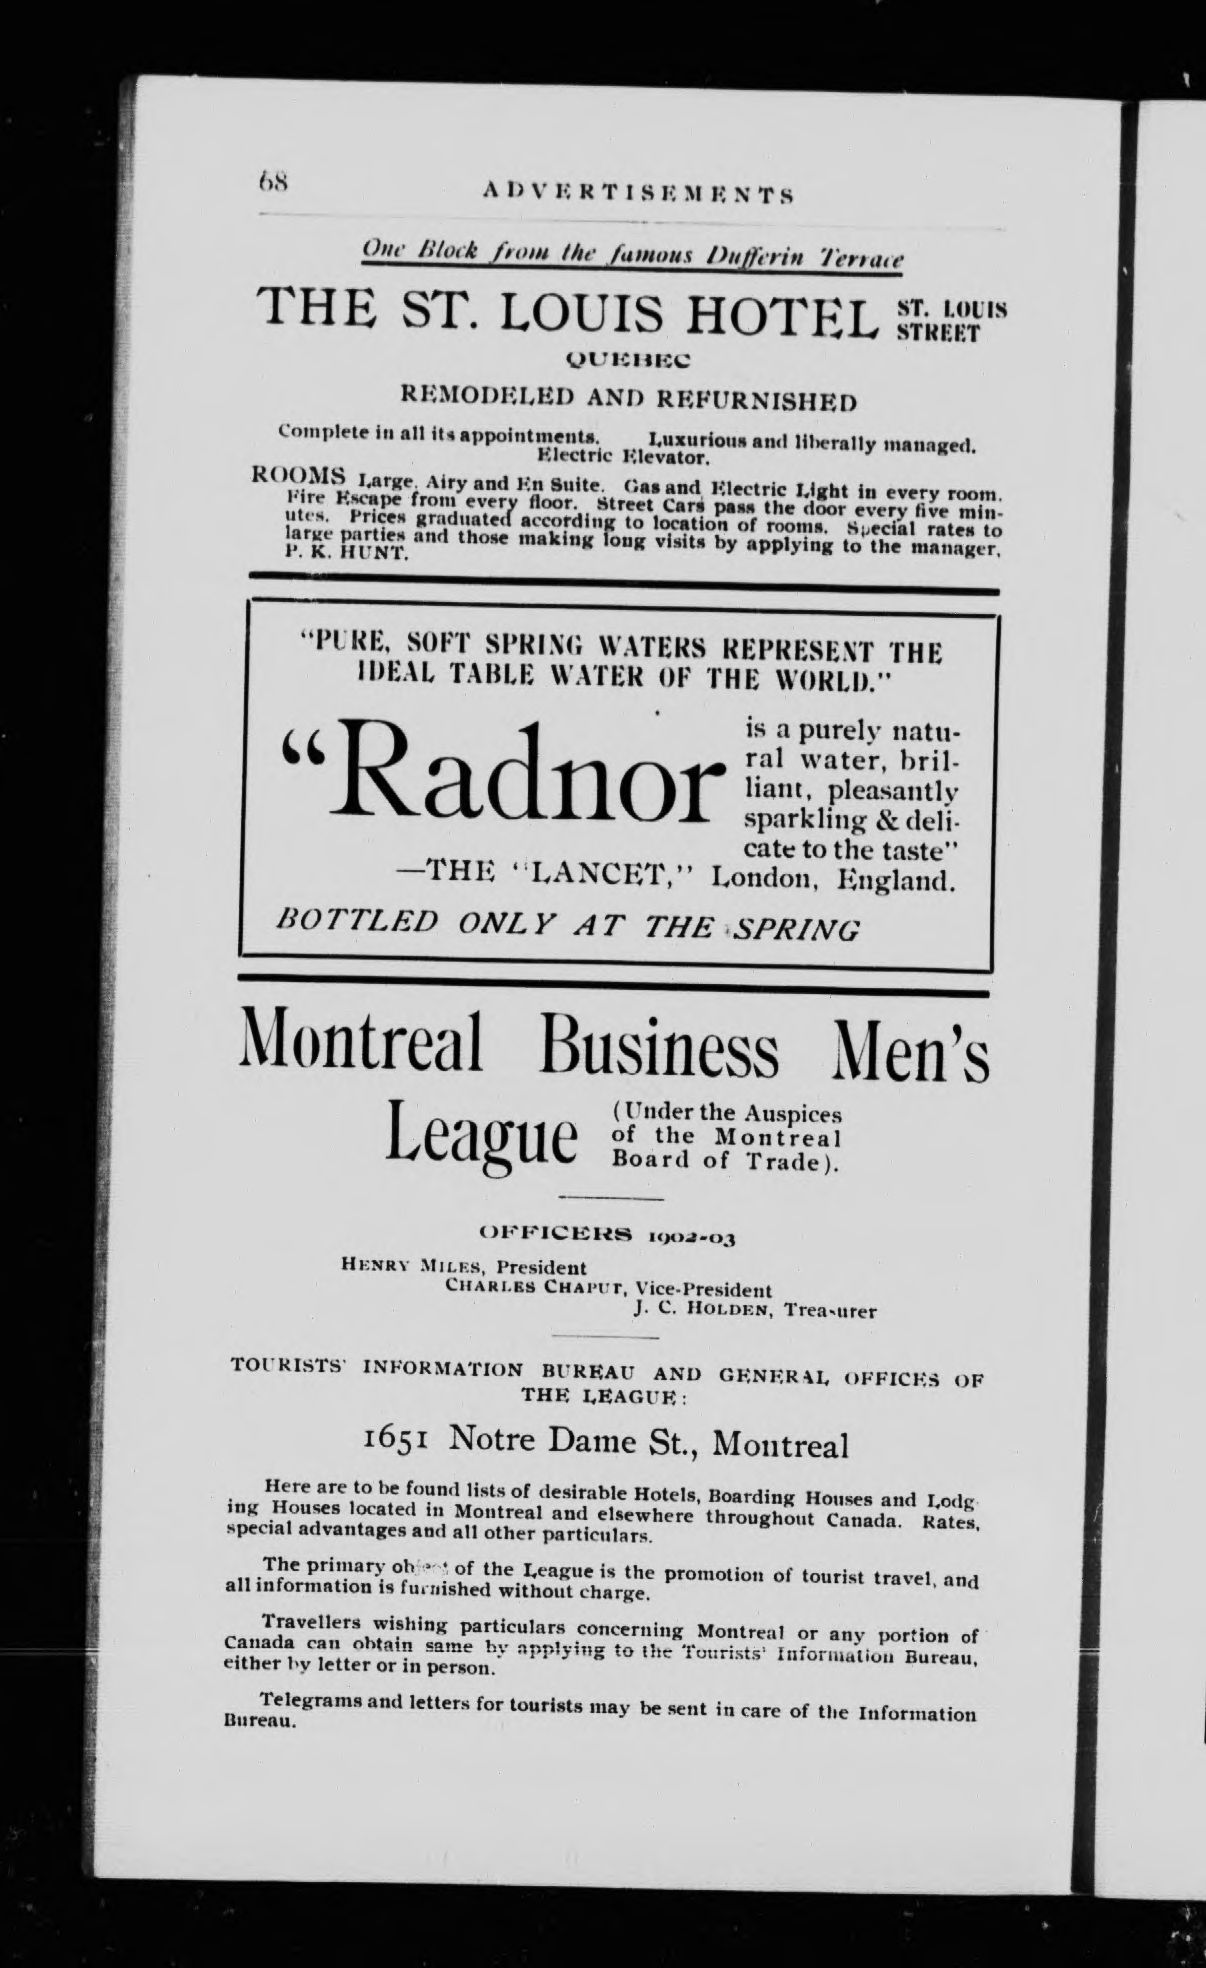 68
ADVERTISEMENTS
One Block from the famous Dufferin Terrace
THE ST. LOUIS HOTEL ST. LOUIS STREET
QUEBEC
REMODELED AND REFURNISHED
Complete in all its appointments. Luxurious and liberally managed.
Electric Elevator.
ROOMS Large, Airy and En Suite. Gas and Electric Light in every room.
Fire Escape from every floor. Street Cars pass the door every five min-
utes. Prices graduated according to location of rooms. Special rates to
large parties and those making long visits by applying to the manager,
P. K. HUNT.
"PURE, SOFT SPRING WATERS REPRESENT THE
IDEAL TABLE WATER OF THE WORLD."
"Radnor
is a purely natu-
ral water, bril-
liant, pleasantly
sparkling & deli-
cate to the taste"
—THE "LANCET," London, England.
BOTTLED ONLY AT THE SPRING
Montreal Business Men's
League
(Under the Auspices
of the Montreal
Board of Trade).
OFFICERS 1902-03
HENRY MILES, President
CHARLES CHAPUT, Vice-President
J. C. HOLDEN, Treasurer
TOURISTS' INFORMATION BUREAU AND GENERAL OFFICES OF
THE LEAGUE:
1651 Notre Dame St., Montreal
Here are to be found lists of desirable Hotels, Boarding Houses and Lodg-
ing Houses located in Montreal and elsewhere throughout Canada. Rates,
special advantages and all other particulars.
The primary object of the League is the promotion of tourist travel, and
all information is furnished without charge.
Travellers wishing particulars concerning Montreal or any portion of
Canada can obtain same by applying to the Tourists' Information Bureau,
either by letter or in person.
Telegrams and letters for tourists may be sent in care of the Information
Bureau.